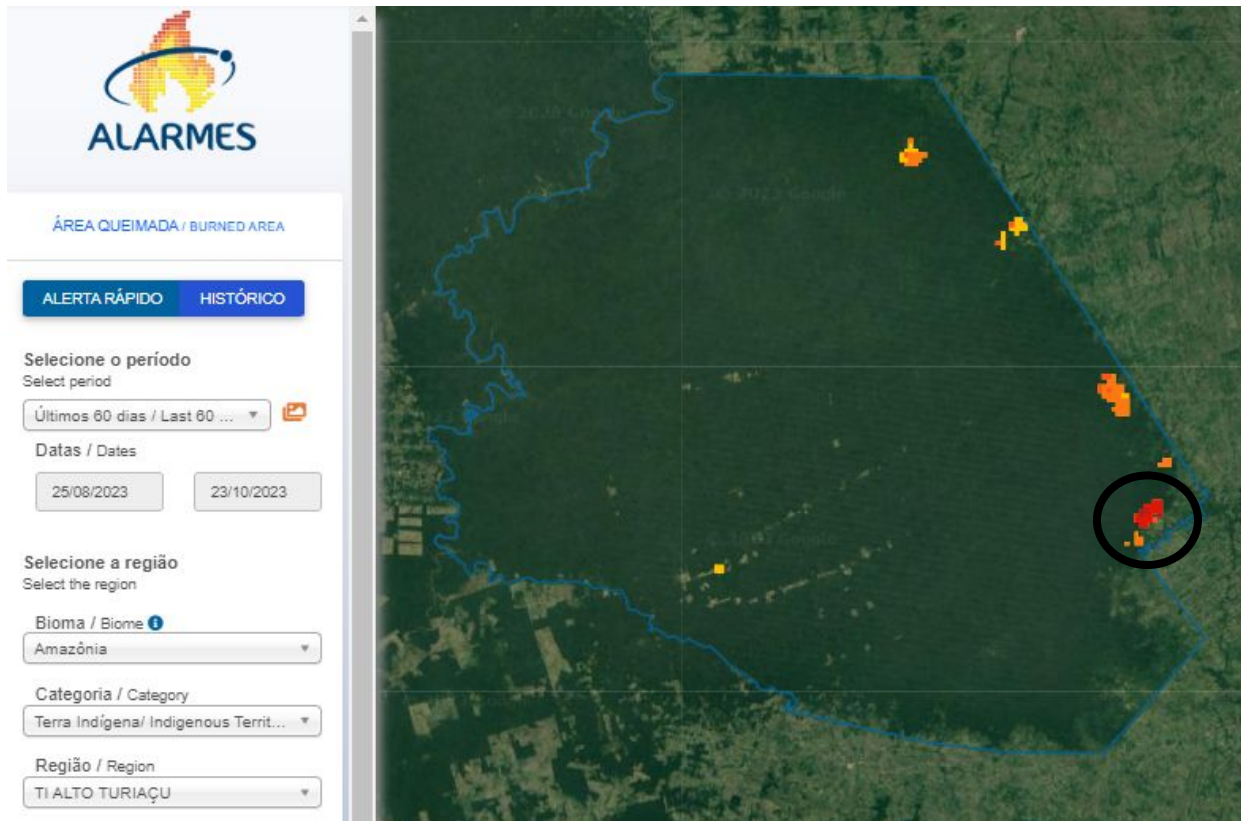 ALARMES
ÁREA QUEIMADA / BURNED AREA
ALERTA RÁPIDO HISTÓRICO
Selecione o período
Select period
Últimos 60 dias / Last 60 ...
Datas / Dates
25/08/2023 23/10/2023
Selecione a região
Select the region
Bioma / Biome
Amazônia
Categoria / Category
Terra Indígena/ Indigenous Territ...
Região / Region
TI ALTO TURIAÇU
© 2023 Google